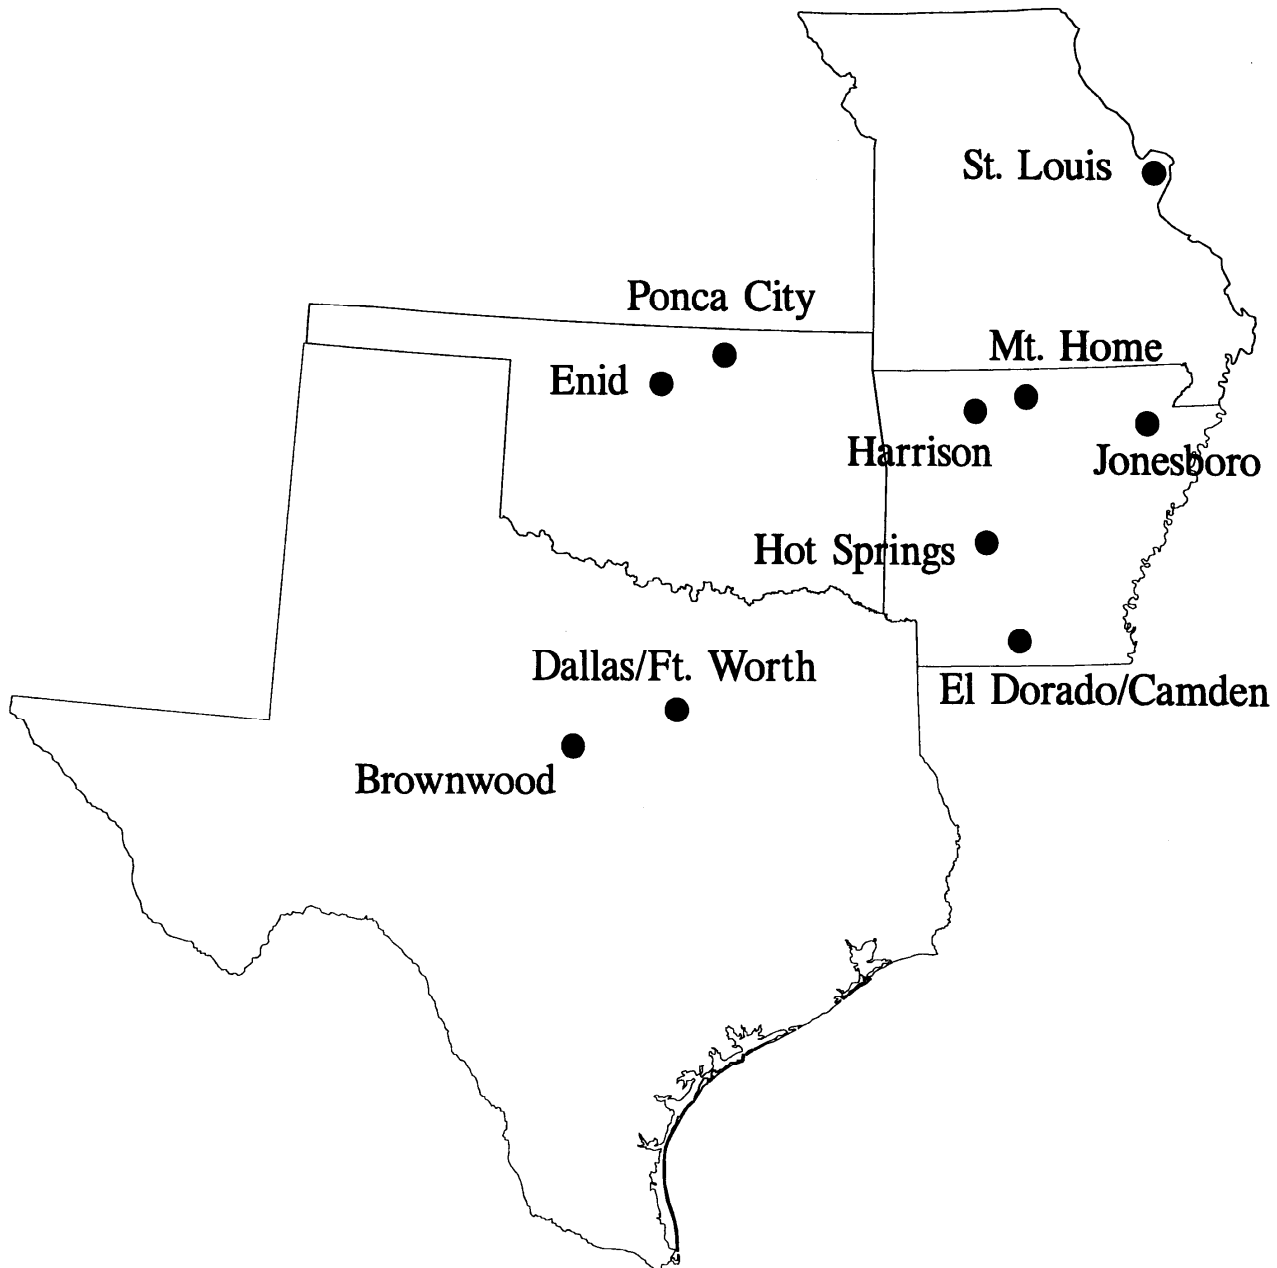 St. Louis
Ponca City
Mt. Home
Enid
Harrison
Jonesboro
Hot Springs
Dallas/Ft. Worth
El Dorado/Camden
Brownwood